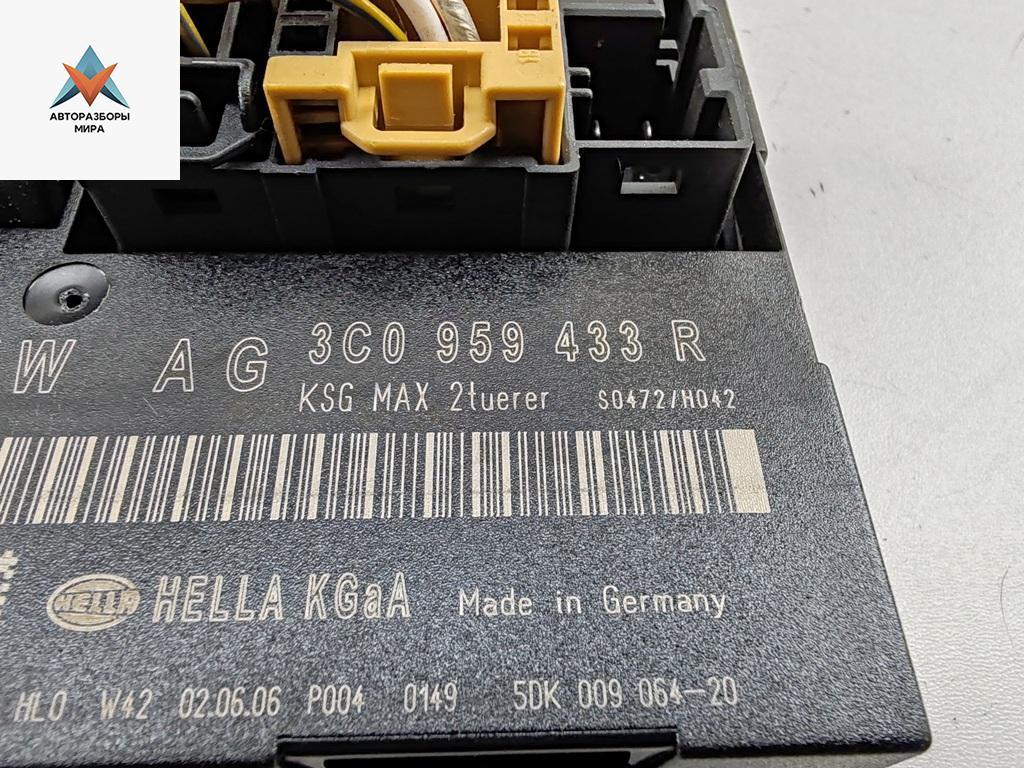 АВТОРАЗБОРЫ
МИРА
W AG 3C0 959 433 R
KSG MAX 2tuerer S0472/H042
HELLA HELLA KGaA Made in Germany
HLO W42 02.06.06 P004 0149 5DK 009 064-20